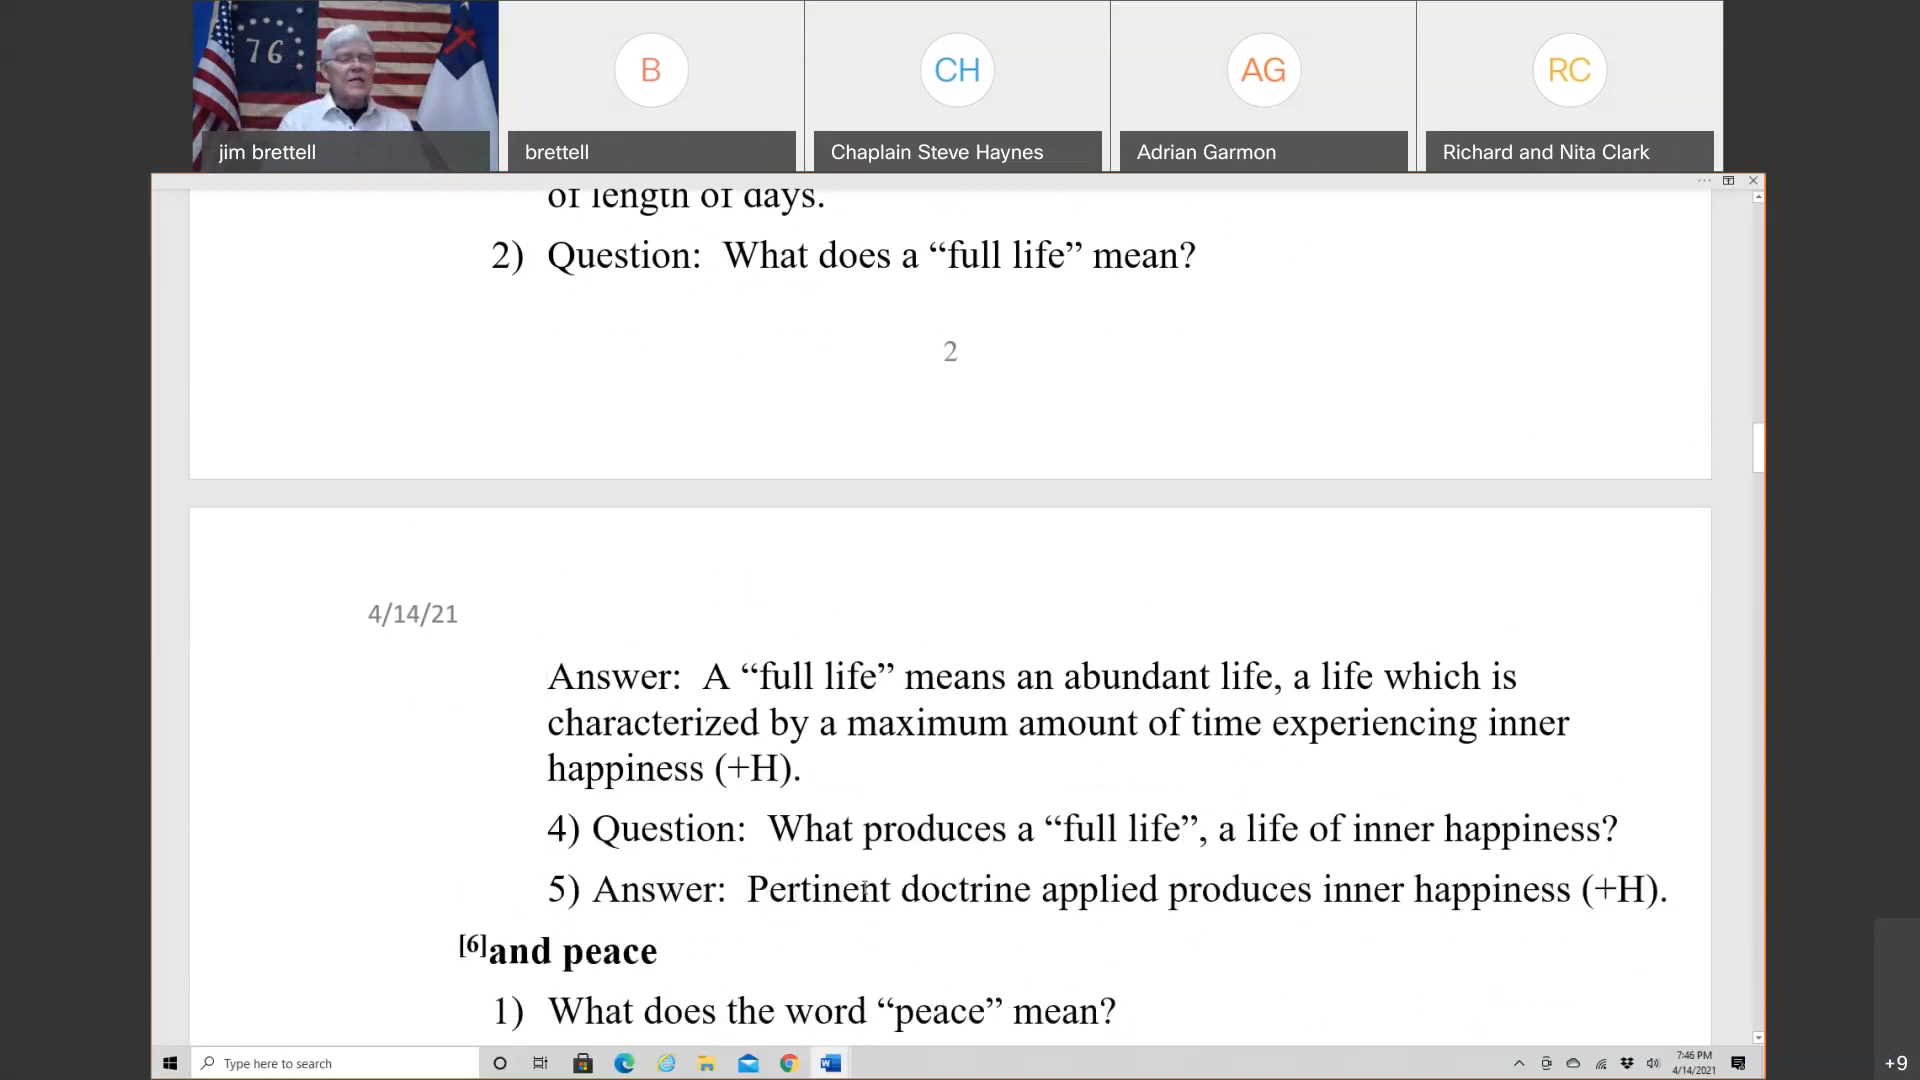 76
B
CH
AG
RC
jim brettell
brettell
Chaplain Steve Haynes
Adrian Garmon
Richard and Nita Clark
of length of days.
2) Question: What does a “full life” mean?
2
4/14/21
Answer: A “full life” means an abundant life, a life which is
characterized by a maximum amount of time experiencing inner
happiness (+H).
4) Question: What produces a “full life”, a life of inner happiness?
5) Answer: Pertinent doctrine applied produces inner happiness (+H).
[6]and peace
1) What does the word “peace” mean?
Type here to search
7:46 PM
4/14/2021
+9